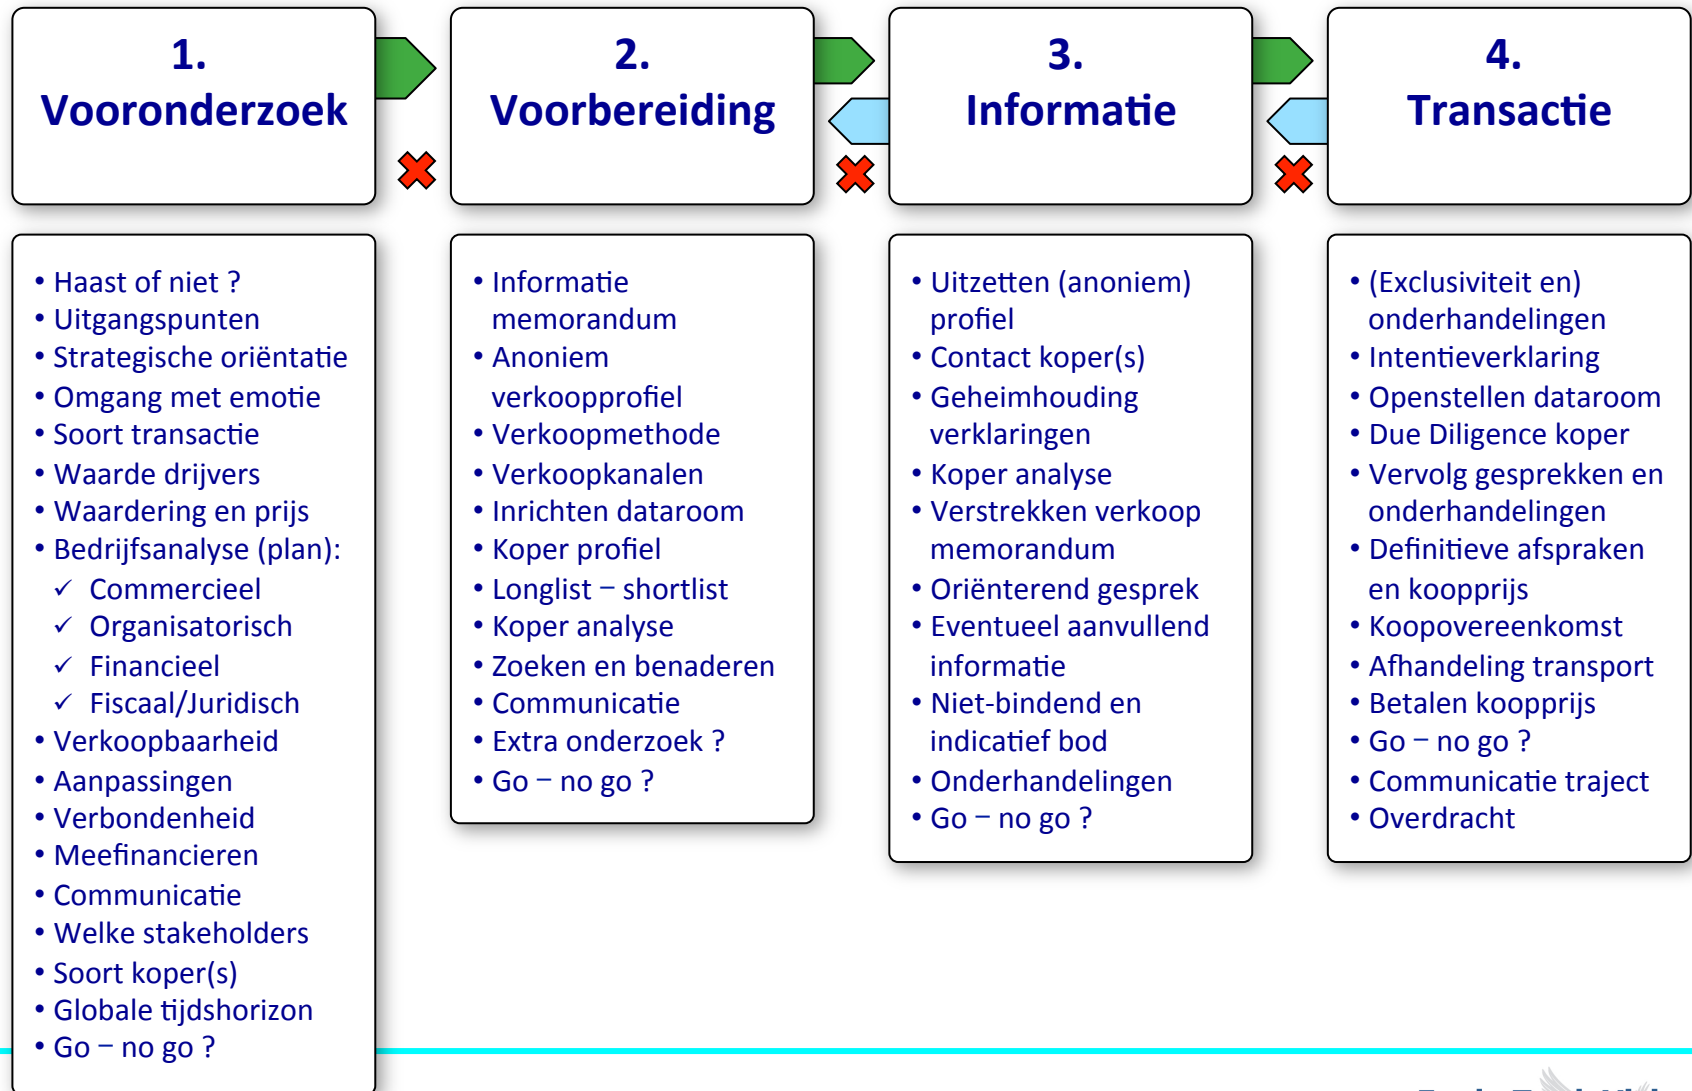 1.
Vooronderzoek
2.
Voorbereiding
3.
Informatie
4.
Transactie
• Haast of niet ?
• Uitgangspunten
• Strategische oriëntatie
• Omgang met emotie
• Soort transactie
• Waarde drijvers
• Waardering en prijs
• Bedrijfsanalyse (plan):
✓ Commercieel
✓ Organisatorisch
✓ Financieel
✓ Fiscaal/Juridisch
• Verkoopbaarheid
• Aanpassingen
• Verbondenheid
• Meefinancieren
• Communicatie
• Welke stakeholders
• Soort koper(s)
• Globale tijdshorizon
• Go – no go ?
• Informatie
memorandum
• Anoniem
verkoopprofiel
• Verkoopmethode
• Verkoopkanalen
• Inrichten dataroom
• Koper profiel
• Longlist – shortlist
• Koper analyse
• Zoeken en benaderen
• Communicatie
• Extra onderzoek ?
• Go – no go ?
• Uitzetten (anoniem)
profiel
• Contact koper(s)
• Geheimhouding
verklaringen
• Koper analyse
• Verstrekken verkoop
memorandum
• Oriënterend gesprek
• Eventueel aanvullend
informatie
• Niet-bindend en
indicatief bod
• Onderhandelingen
• Go – no go ?
• (Exclusiviteit en)
onderhandelingen
• Intentieverklaring
• Openstellen dataroom
• Due Diligence koper
• Vervolg gesprekken en
onderhandelingen
• Definitieve afspraken
en koopprijs
• Koopovereenkomst
• Afhandeling transport
• Betalen koopprijs
• Go – no go ?
• Communicatie traject
• Overdracht